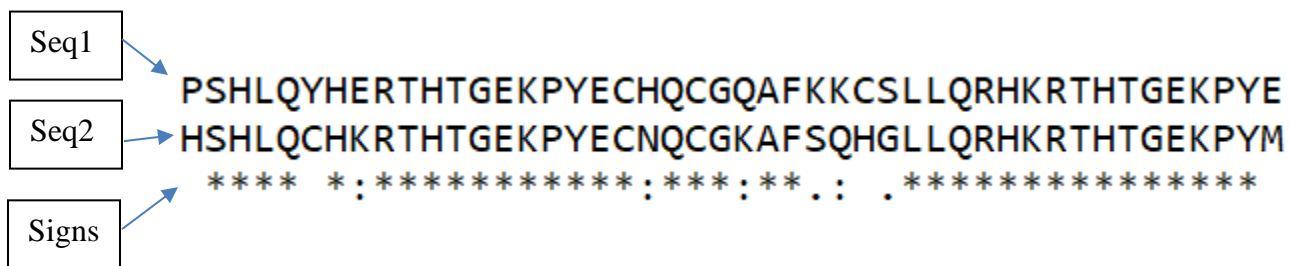 Seq1
PSHLQYHERTHTGEKPYECHQCGQAFKKCSLLQRHKRTHTGEKPYE
Seq2
HSHLQCHKRTHTGEKPYECNQCGKAFSQHGLLQRHKRTHTGEKPYM
**** *:***********:***:**.: .***************
Signs